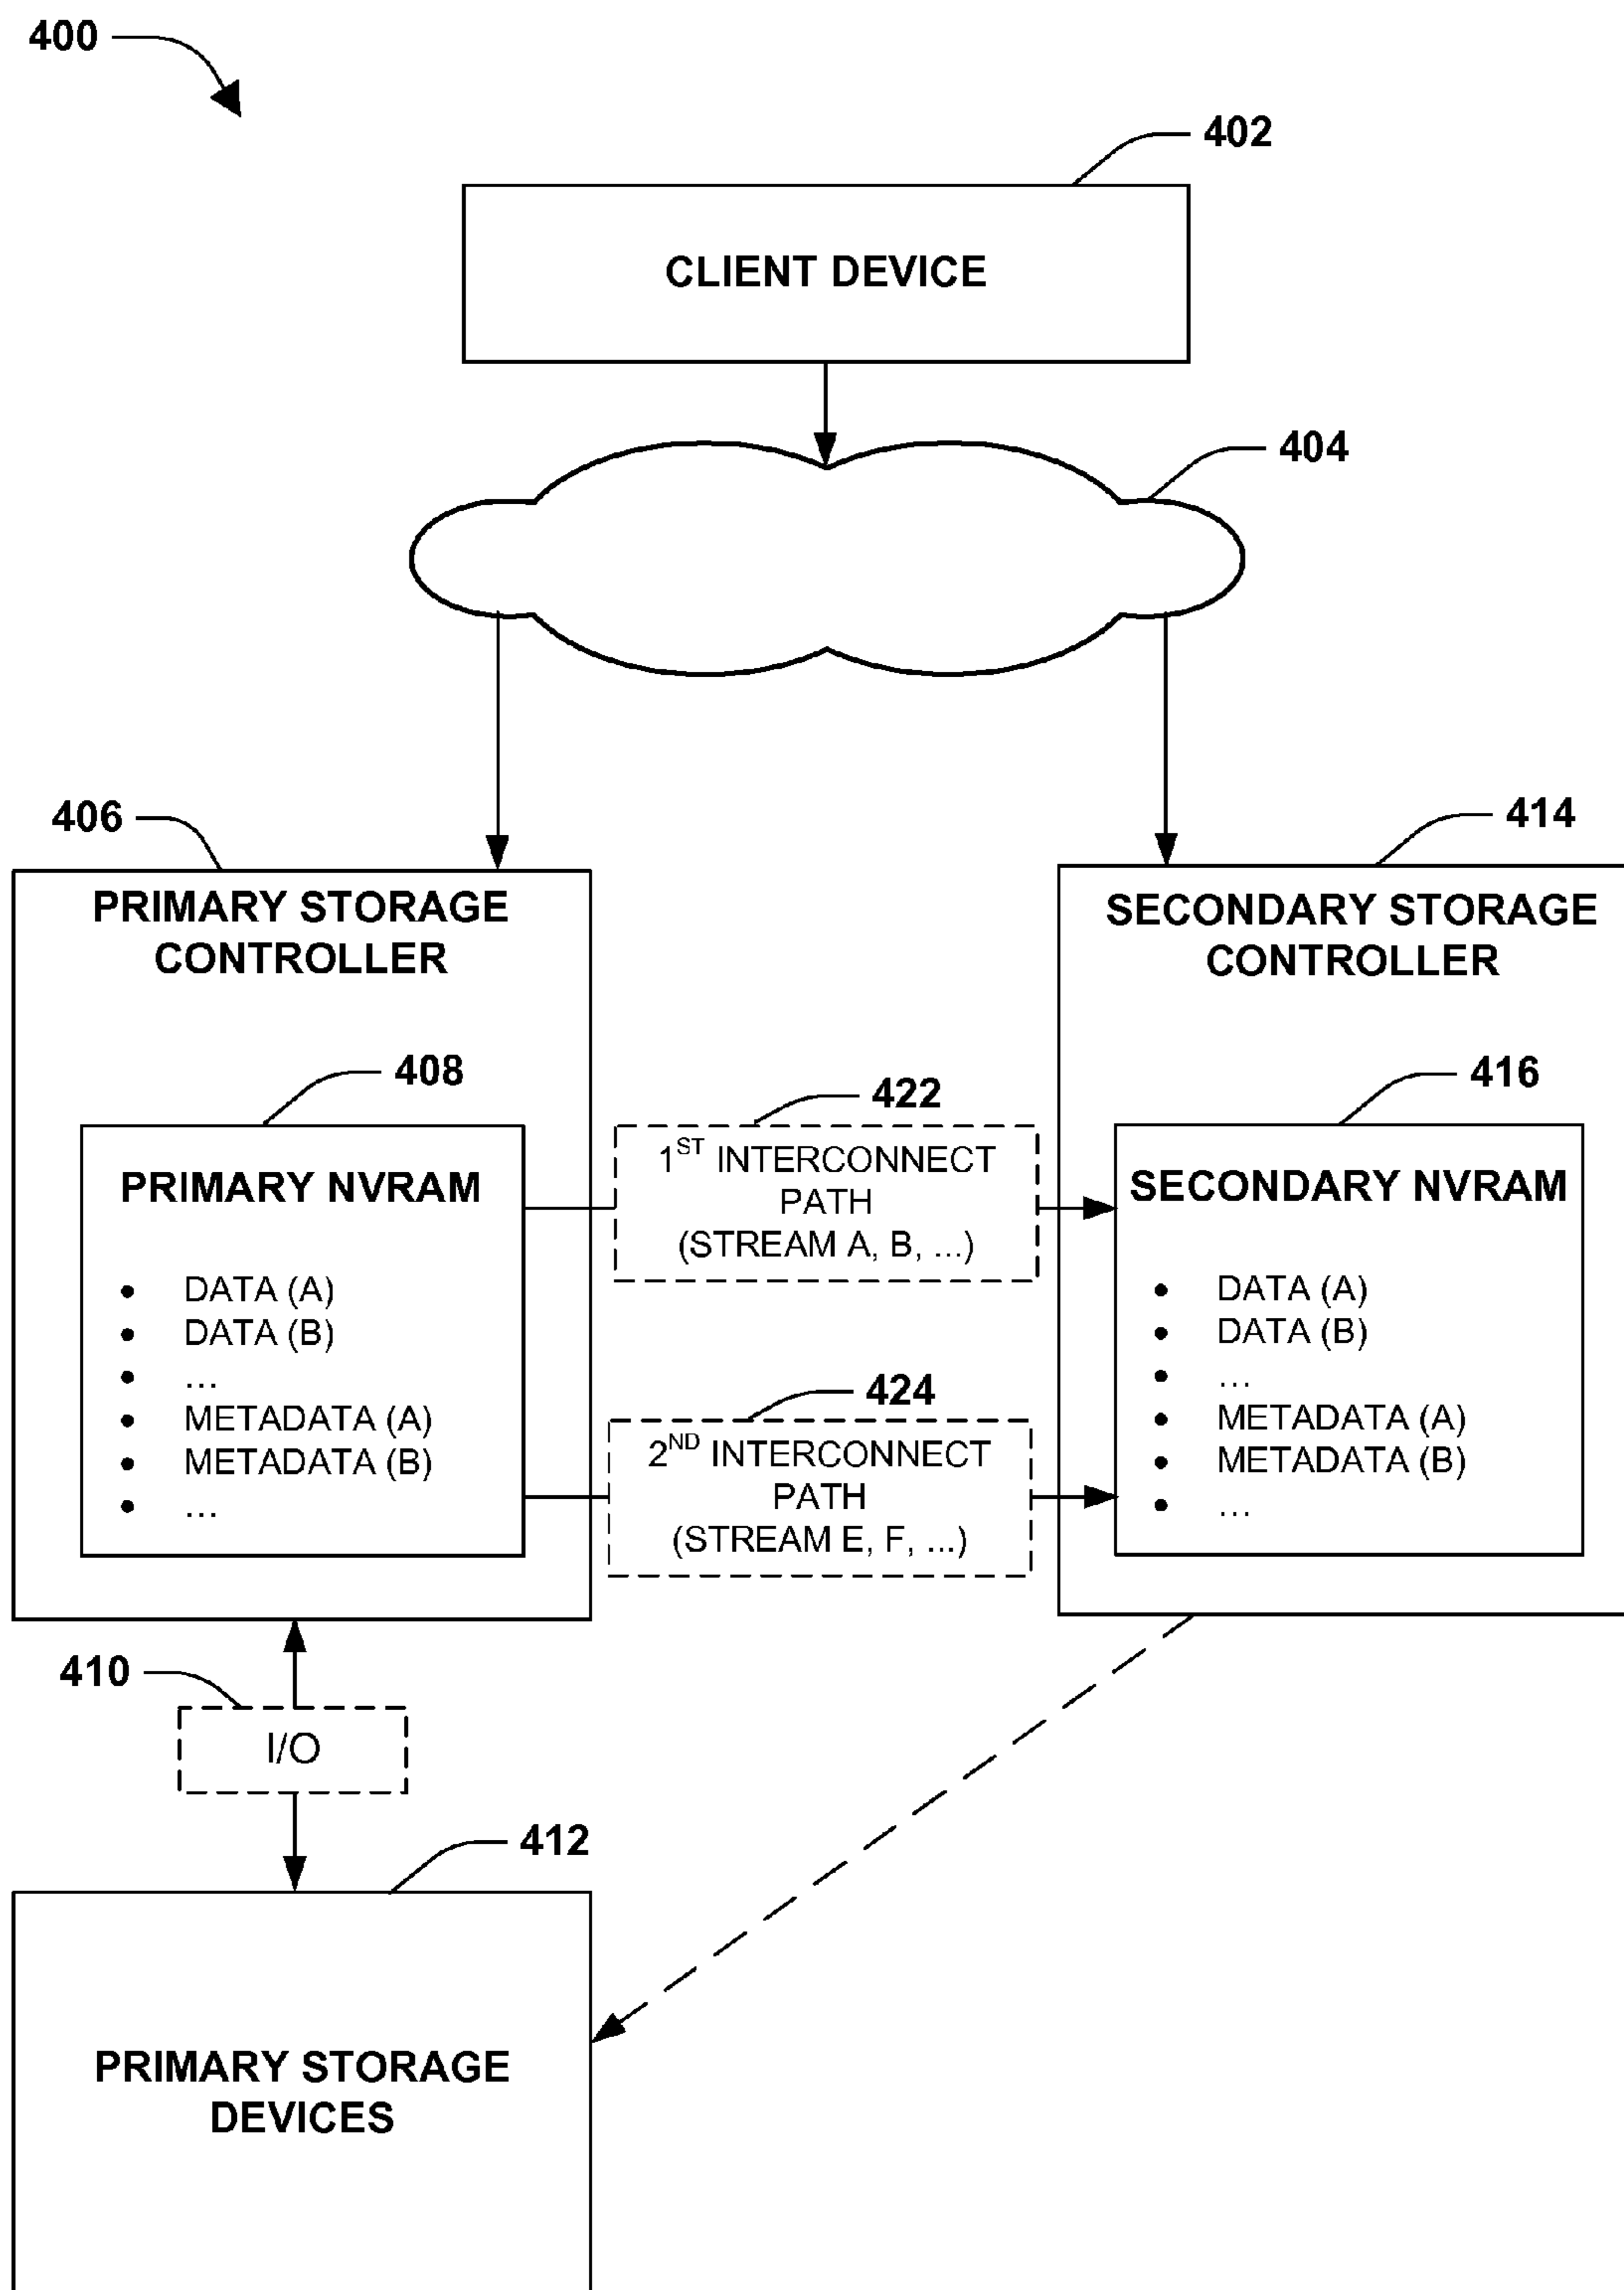 400
402
CLIENT DEVICE
404
406
PRIMARY STORAGE
CONTROLLER
408
PRIMARY NVRAM
• DATA (A)
• DATA (B)
• ...
• METADATA (A)
• METADATA (B)
• ...
422
1ST INTERCONNECT
PATH
(STREAM A, B, ...)
424
2ND INTERCONNECT
PATH
(STREAM E, F, ...)
414
SECONDARY STORAGE
CONTROLLER
416
SECONDARY NVRAM
• DATA (A)
• DATA (B)
• ...
• METADATA (A)
• METADATA (B)
• ...
410
I/O
412
PRIMARY STORAGE
DEVICES